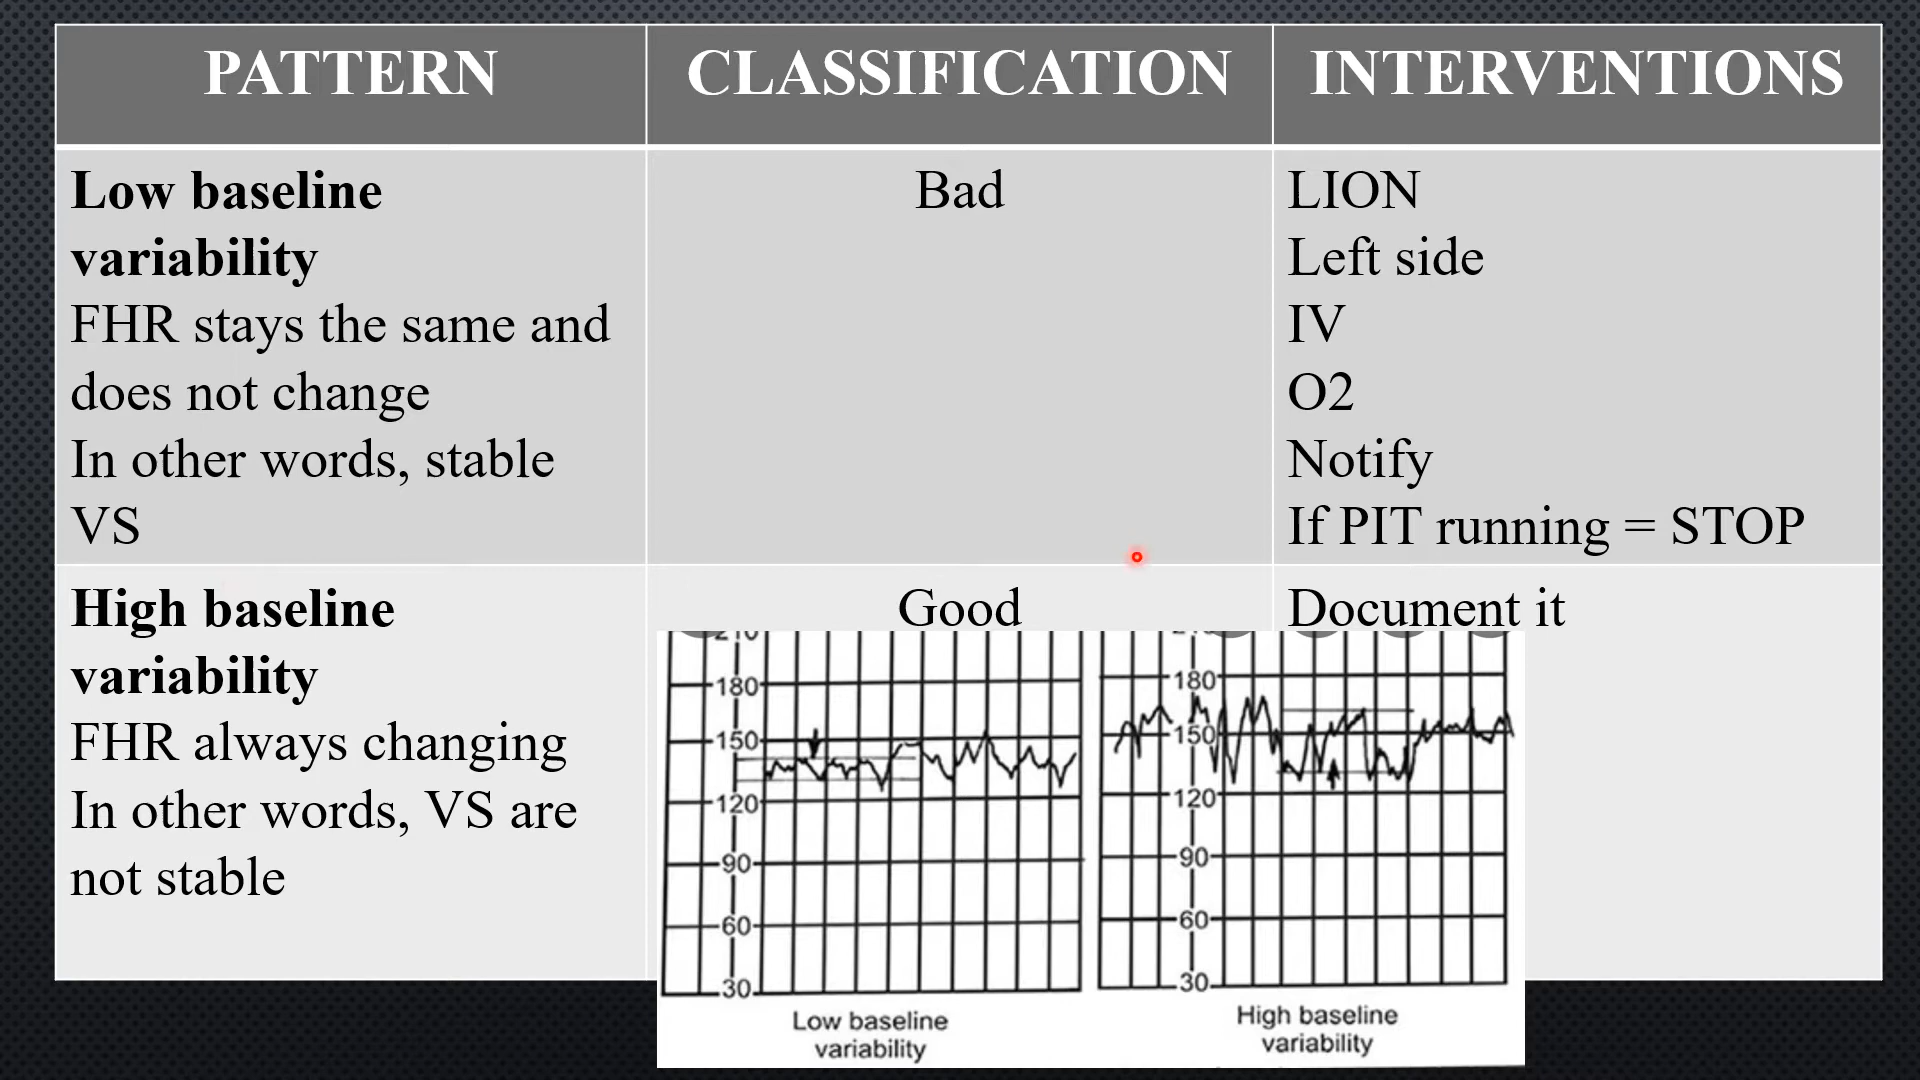 PATTERN
CLASSIFICATION
INTERVENTIONS
Low baseline
variability
FHR stays the same and
does not change
In other words, stable
VS
Bad
LION
Left side
IV
O2
Notify
If PIT running = STOP
High baseline
variability
FHR always changing
In other words, VS are
not stable
Good
Document it
210
180
150
120
90
60
30
Low baseline
variability
180
150
120
90
60
30
High baseline
variability